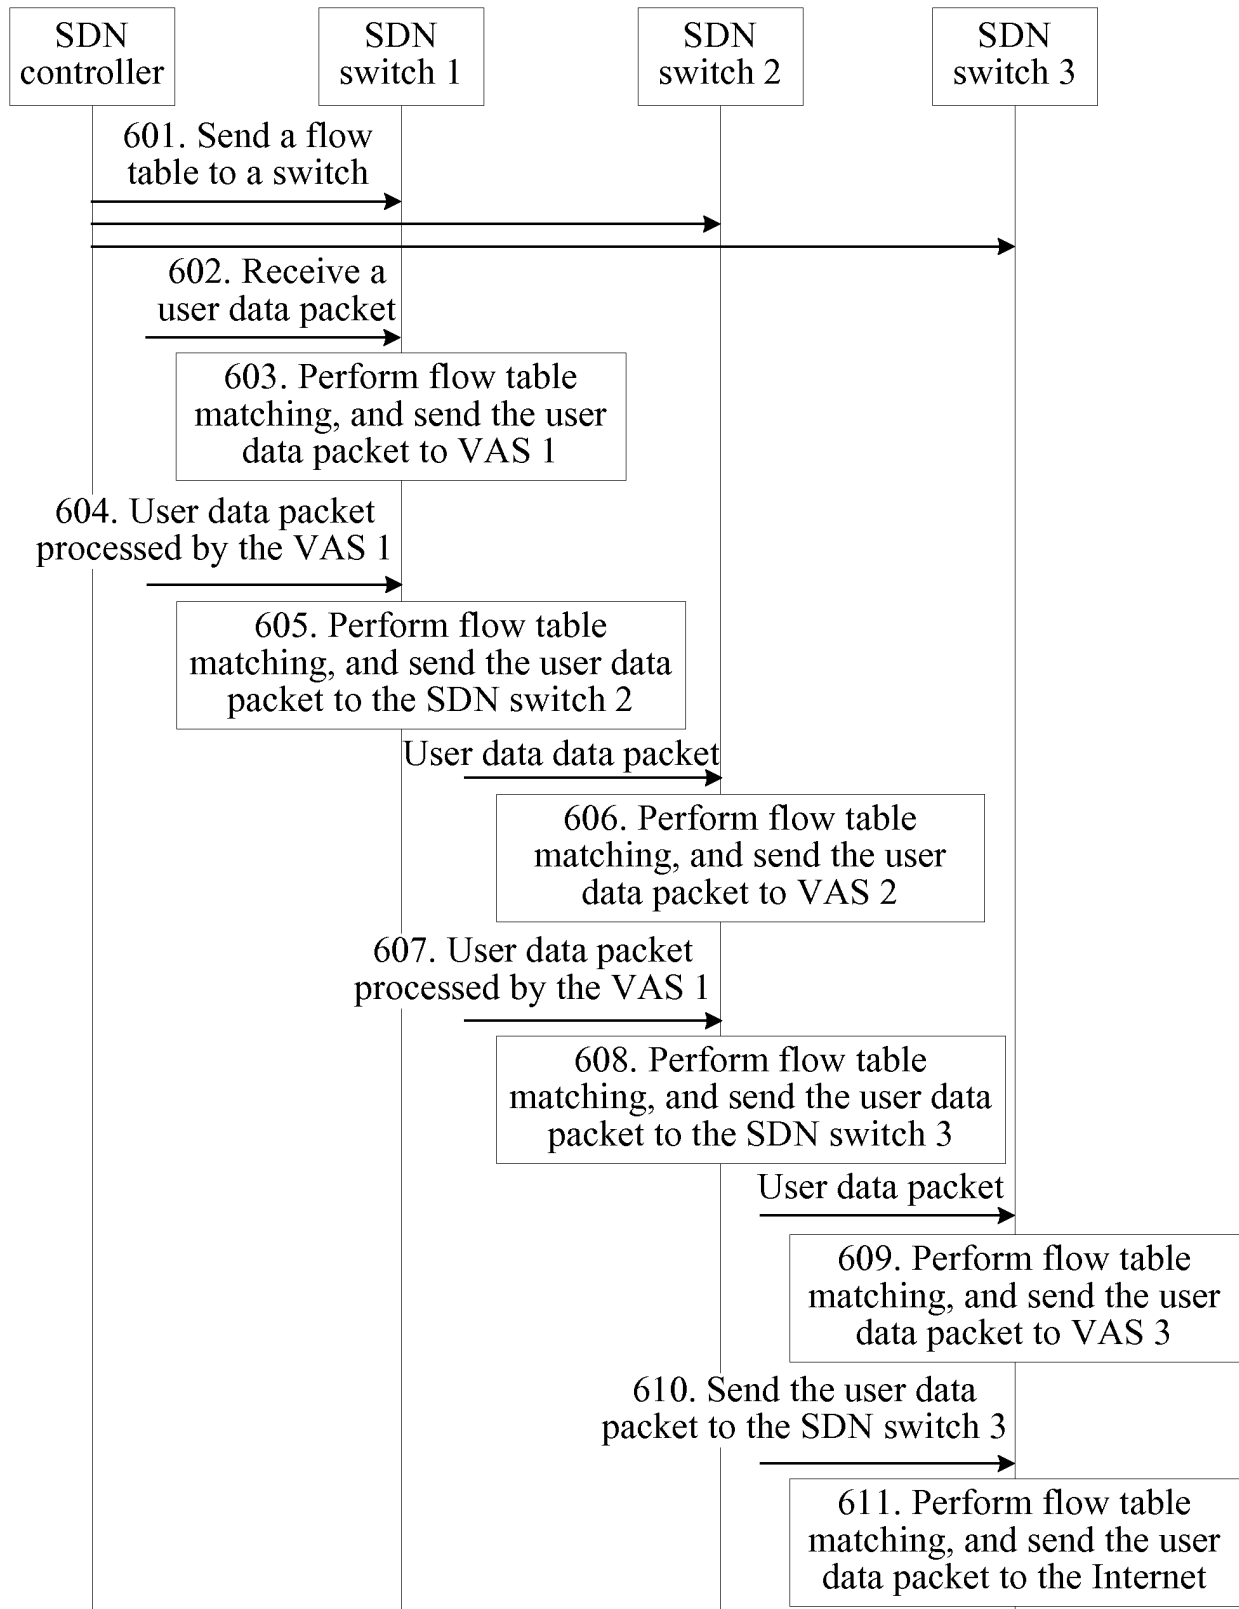 SDN
controller
SDN
switch 1
SDN
switch 2
SDN
switch 3
601. Send a flow
table to a switch
602. Receive a
user data packet
603. Perform flow table
matching, and send the user
data packet to VAS 1
604. User data packet
processed by the VAS 1
605. Perform flow table
matching, and send the user data
packet to the SDN switch 2
User data data packet
606. Perform flow table
matching, and send the user
data packet to VAS 2
607. User data packet
processed by the VAS 1
608. Perform flow table
matching, and send the user data
packet to the SDN switch 3
User data packet
609. Perform flow table
matching, and send the user
data packet to VAS 3
610. Send the user data
packet to the SDN switch 3
611. Perform flow table
matching, and send the user
data packet to the Internet